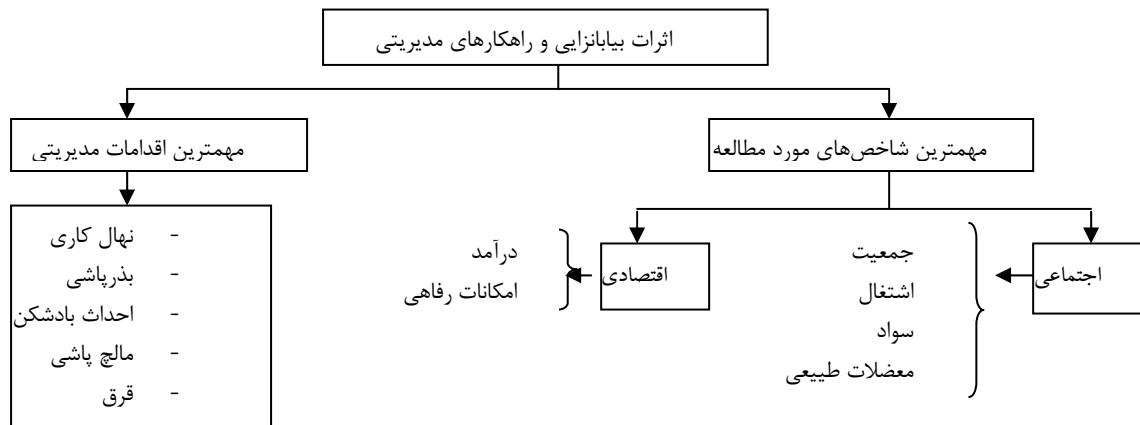 اثرات بیابانزایی و راهکارهای مدیریتی
مهمترین شاخص‌های مورد مطالعه
مهمترین اقدامات مدیریتی
اجتماعی
جمعیت
اشتغال
سواد
معضلات طبیعی
اقتصادی
درآمد
امکانات رفاهی
- نهال کاری
- بذرپاشی
- احداث بادشکن
- مالچ پاشی
- قرق